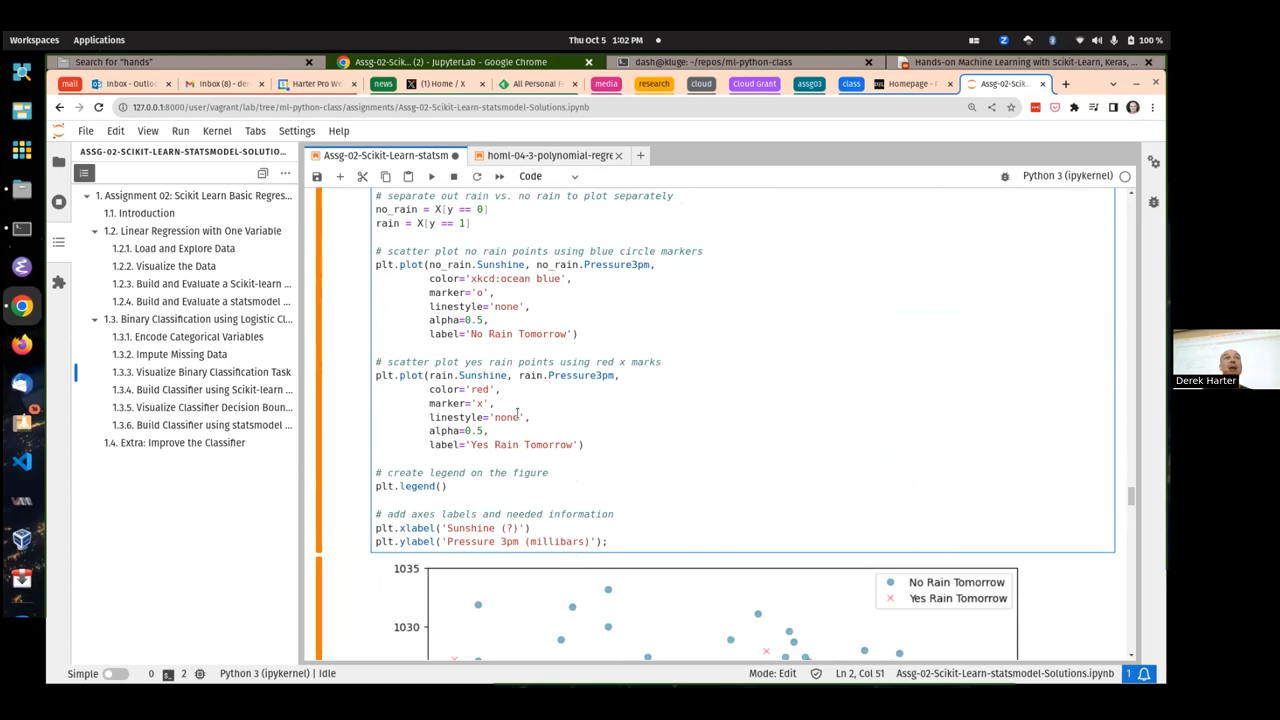 Workspaces Applications Thu Oct 5 1:02 PM 100 %
Search for "hands" Assg-02-Scik... (2) - JupyterLab - Google Chrome dash@kluge: ~/repos/ml-python-class Hands-on Machine Learning with Scikit-Learn, Keras,
mail Inbox - Outlo Inbox (8) - der Harter Pro We news (1) Home / X All Personal F media research cloud Cloud Grant assg03 class Homepage - Assg-02-Scik
127.0.0.1:8000/user/vagrant/lab/tree/ml-python-class/assignments/Assg-02-Scikit-Learn-statsmodel-Solutions.ipynb
File Edit View Run Kernel Tabs Settings Help
ASSG-02-SCIKIT-LEARN-STATSMODEL-SOLUTIO...
Assg-02-Scikit-Learn-statsm homl-04-3-polynomial-regre
Code Python 3 (ipykernel)
1. Assignment 02: Scikit Learn Basic Regres...
1.1. Introduction
1.2. Linear Regression with One Variable
1.2.1. Load and Explore Data
1.2.2. Visualize the Data
1.2.3. Build and Evaluate a Scikit-learn ...
1.2.4. Build and Evaluate a statsmodel ...
1.3. Binary Classification using Logistic Cl...
1.3.1. Encode Categorical Variables
1.3.2. Impute Missing Data
1.3.3. Visualize Binary Classification Task
1.3.4. Build Classifier using Scikit-learn ...
1.3.5. Visualize Classifier Decision Boun...
1.3.6. Build Classifier using statsmodel ...
1.4. Extra: Improve the Classifier
# separate out rain vs. no rain to plot separately
no_rain = X[y == 0]
rain = X[y == 1]
# scatter plot no rain points using blue circle markers
plt.plot(no_rain.Sunshine, no_rain.Pressure3pm,
color='xkcd:ocean blue',
marker='o',
linestyle='none',
alpha=0.5,
label='No Rain Tomorrow')
# scatter plot yes rain points using red x marks
plt.plot(rain.Sunshine, rain.Pressure3pm,
color='red',
marker='x',
linestyle='none',
alpha=0.5,
label='Yes Rain Tomorrow')
# create legend on the figure
plt.legend()
# add axes labels and needed information
plt.xlabel('Sunshine (?)')
plt.ylabel('Pressure 3pm (millibars)');
1035
No Rain Tomorrow
Yes Rain Tomorrow
1030
Derek Harter
Simple 0 2 Python 3 (ipykernel) | Idle Mode: Edit Ln 2, Col 51 Assg-02-Scikit-Learn-statsmodel-Solutions.ipynb 1